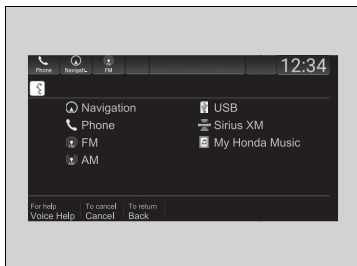 Phone Navigati.. FM 12:34
Navigation
Phone
FM
AM
USB
Sirius XM
My Honda Music
For help To cancel To return
Voice Help Cancel Back